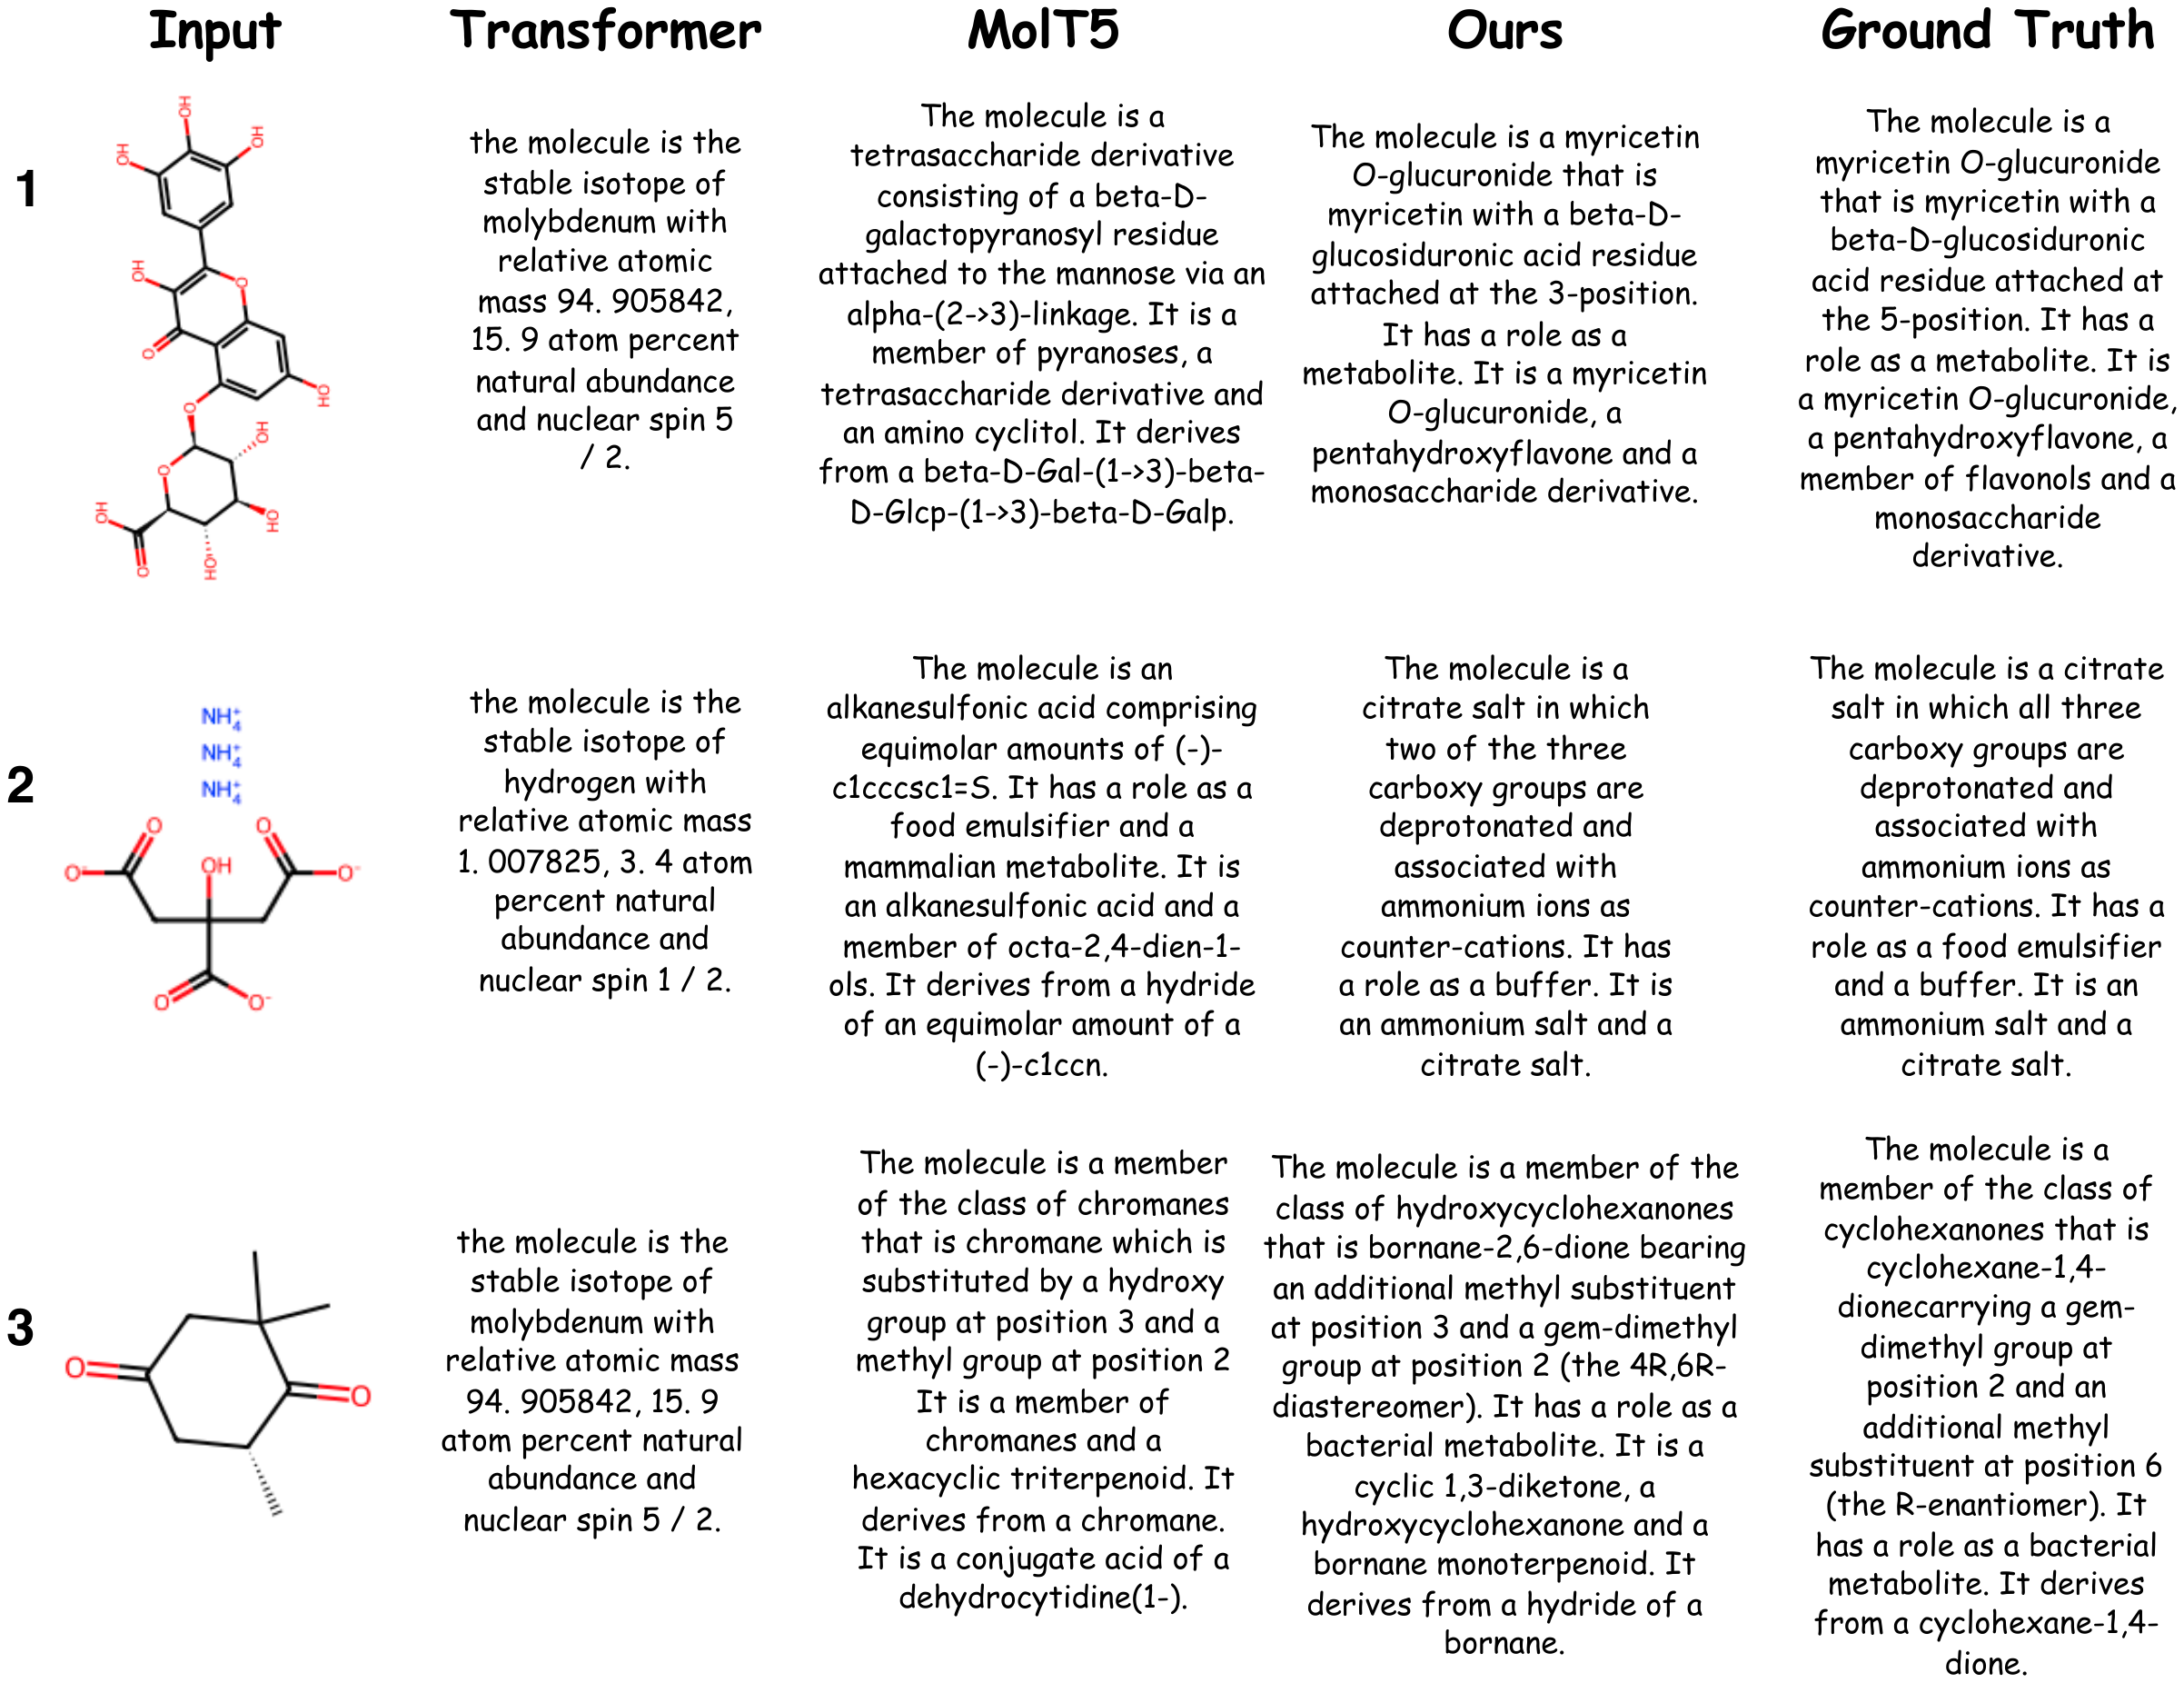 Input Transformer MolT5 Ours Ground Truth
1
OH
OH
HO
HO
O
O
OH
O
OH
O
OH
OH
OH
HO
O
the molecule is the
stable isotope of
molybdenum with
relative atomic
mass 94. 905842,
15. 9 atom percent
natural abundance
and nuclear spin 5
/ 2.
The molecule is a
tetrasaccharide derivative
consisting of a beta-D-
galactopyranosyl residue
attached to the mannose via an
alpha-(2->3)-linkage. It is a
member of pyranoses, a
tetrasaccharide derivative and
an amino cyclitol. It derives
from a beta-D-Gal-(1->3)-beta-
D-Glcp-(1->3)-beta-D-Galp.
The molecule is a myricetin
O-glucuronide that is
myricetin with a beta-D-
glucosiduronic acid residue
attached at the 3-position.
It has a role as a
metabolite. It is a myricetin
O-glucuronide, a
pentahydroxyflavone and a
monosaccharide derivative.
The molecule is a
myricetin O-glucuronide
that is myricetin with a
beta-D-glucosiduronic
acid residue attached at
the 5-position. It has a
role as a metabolite. It is
a myricetin O-glucuronide,
a pentahydroxyflavone, a
member of flavonols and a
monosaccharide
derivative.
2
NH4+
NH4+
NH4+
O
O
O-
OH
O-
O
O-
the molecule is the
stable isotope of
hydrogen with
relative atomic mass
1. 007825, 3. 4 atom
percent natural
abundance and
nuclear spin 1 / 2.
The molecule is an
alkanesulfonic acid comprising
equimolar amounts of (-)-
c1cccsc1=S. It has a role as a
food emulsifier and a
mammalian metabolite. It is
an alkanesulfonic acid and a
member of octa-2,4-dien-1-
ols. It derives from a hydride
of an equimolar amount of a
(-)-c1ccn.
The molecule is a
citrate salt in which
two of the three
carboxy groups are
deprotonated and
associated with
ammonium ions as
counter-cations. It has
a role as a buffer. It is
an ammonium salt and a
citrate salt.
The molecule is a citrate
salt in which all three
carboxy groups are
deprotonated and
associated with
ammonium ions as
counter-cations. It has a
role as a food emulsifier
and a buffer. It is an
ammonium salt and a
citrate salt.
3
O
O
the molecule is the
stable isotope of
molybdenum with
relative atomic mass
94. 905842, 15. 9
atom percent natural
abundance and
nuclear spin 5 / 2.
The molecule is a member
of the class of chromanes
that is chromane which is
substituted by a hydroxy
group at position 3 and a
methyl group at position 2
It is a member of
chromanes and a
hexacyclic triterpenoid. It
derives from a chromane.
It is a conjugate acid of a
dehydrocytidine(1-).
The molecule is a member of the
class of hydroxycyclohexanones
that is bornane-2,6-dione bearing
an additional methyl substituent
at position 3 and a gem-dimethyl
group at position 2 (the 4R,6R-
diastereomer). It has a role as a
bacterial metabolite. It is a
cyclic 1,3-diketone, a
hydroxycyclohexanone and a
bornane monoterpenoid. It
derives from a hydride of a
bornane.
The molecule is a
member of the class of
cyclohexanones that is
cyclohexane-1,4-
dionecarrying a gem-
dimethyl group at
position 2 and an
additional methyl
substituent at position 6
(the R-enantiomer). It
has a role as a bacterial
metabolite. It derives
from a cyclohexane-1,4-
dione.